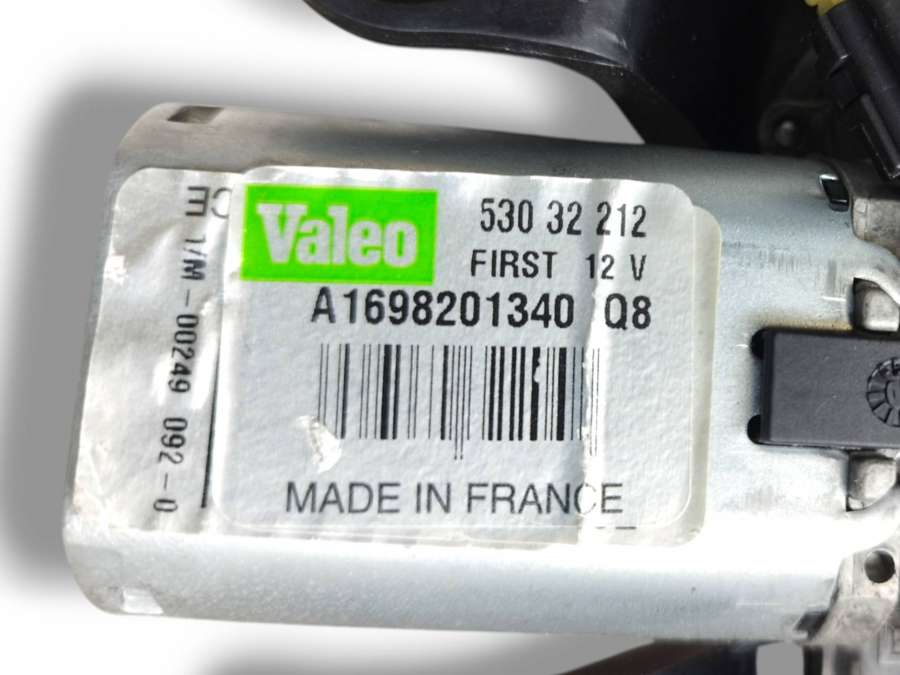 Valeo
530 32 212
FIRST 12 V
A1698201340 Q8
MADE IN FRANCE
CE 1/M-00249 092-0